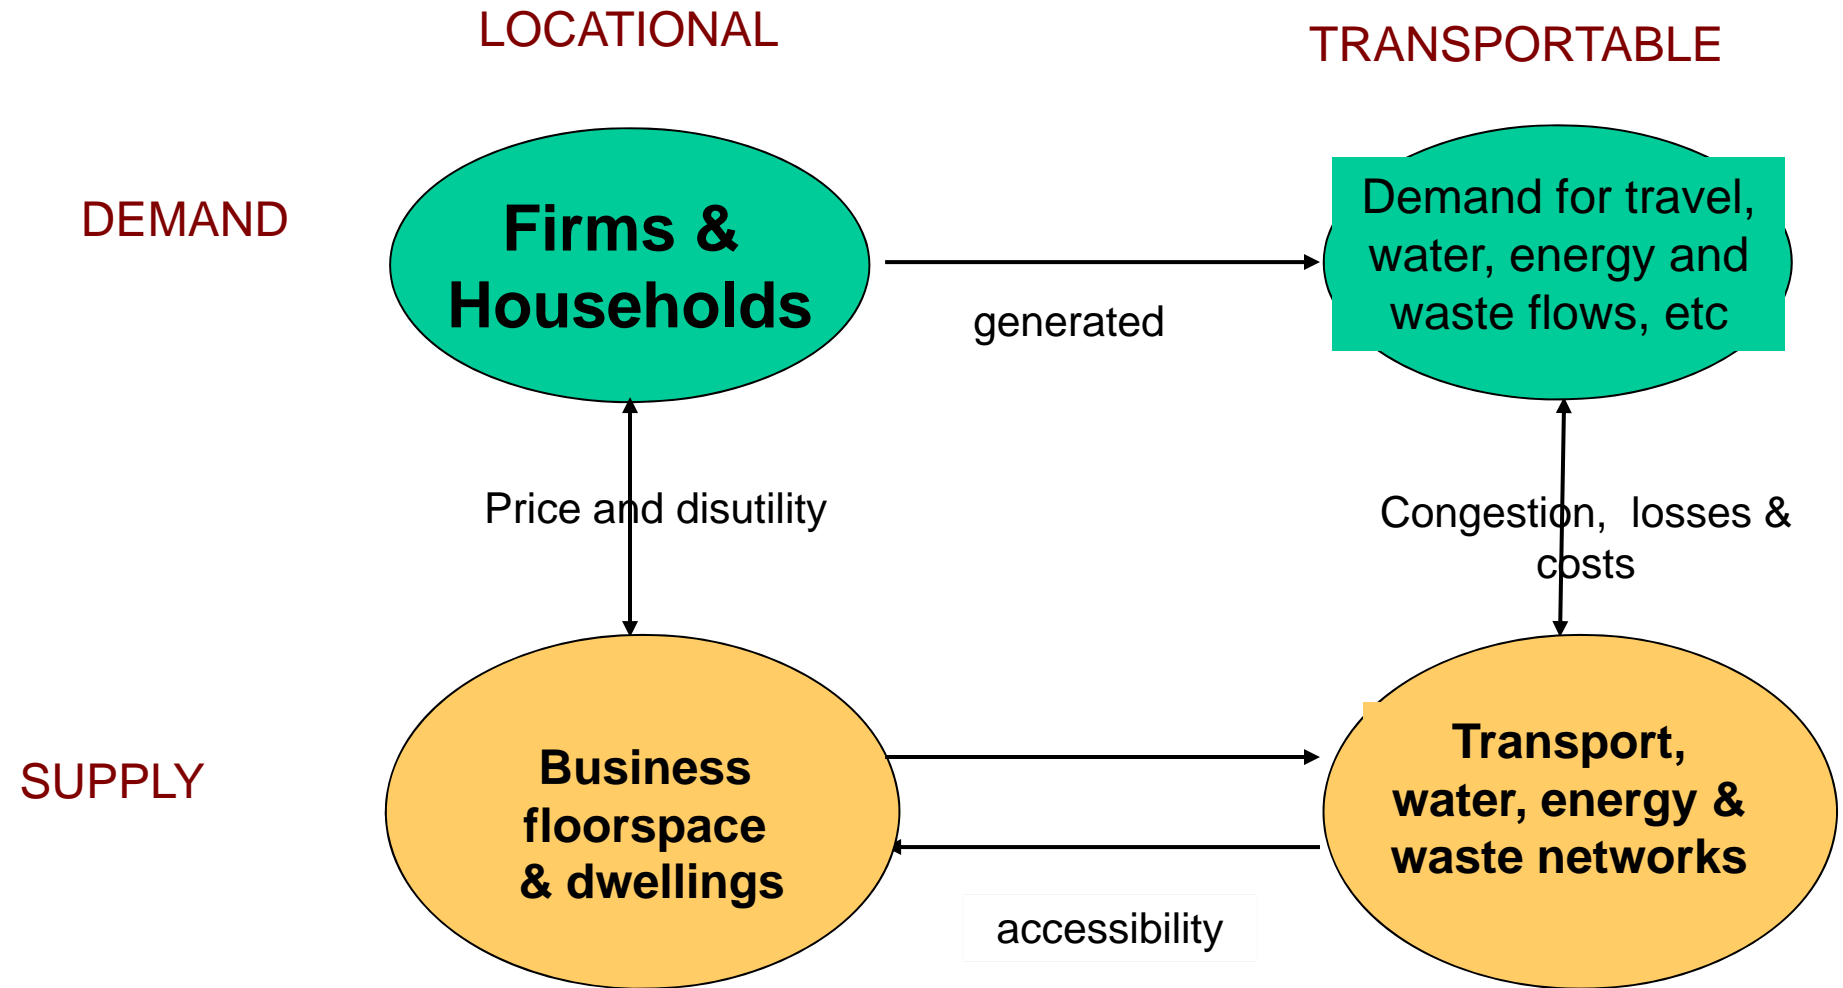 LOCATIONAL
TRANSPORTABLE
DEMAND
Firms &
Households
generated
Demand for travel,
water, energy and
waste flows, etc
Price and disutility
Congestion,  losses &
costs
SUPPLY
Business
floorspace
& dwellings
accessibility
Transport,
water, energy &
waste networks